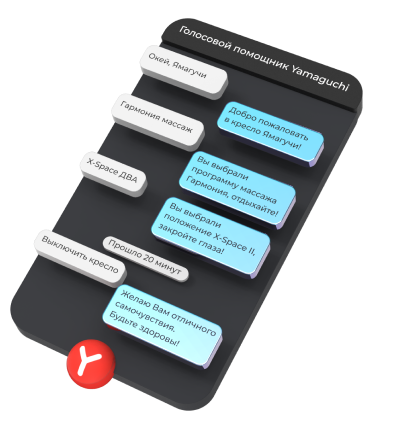 Голосовой помощник Yamaguchi
Окей, Ямагучи
Добро пожаловать
в кресло Ямагучи!
Гармония массаж
Вы выбрали
программу массажа
Гармония, отдыхайте!
X-Space ДВА
Вы выбрали
положение X-Space II,
закройте глаза!
Прошло 20 минут
Выключить кресло
Желаю Вам отличного
самочувствия.
Будьте здоровы!